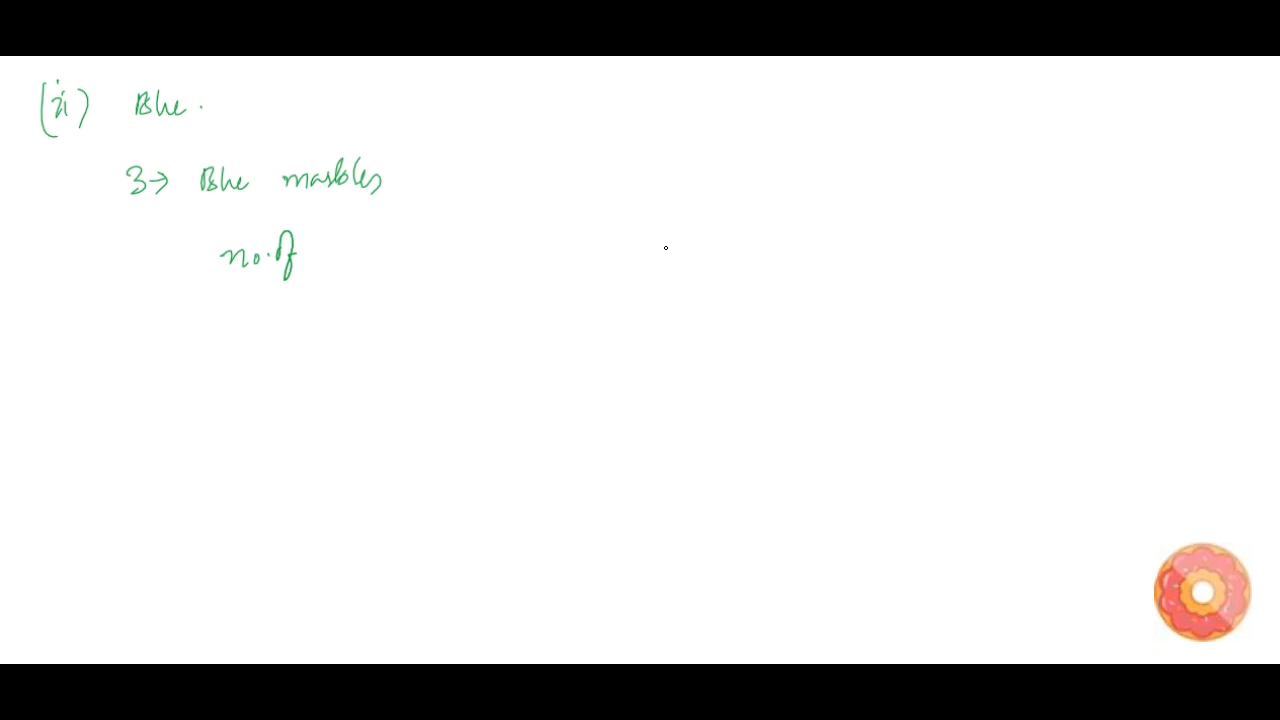 (ii) Blue.
3→ Blue marbles
no.of